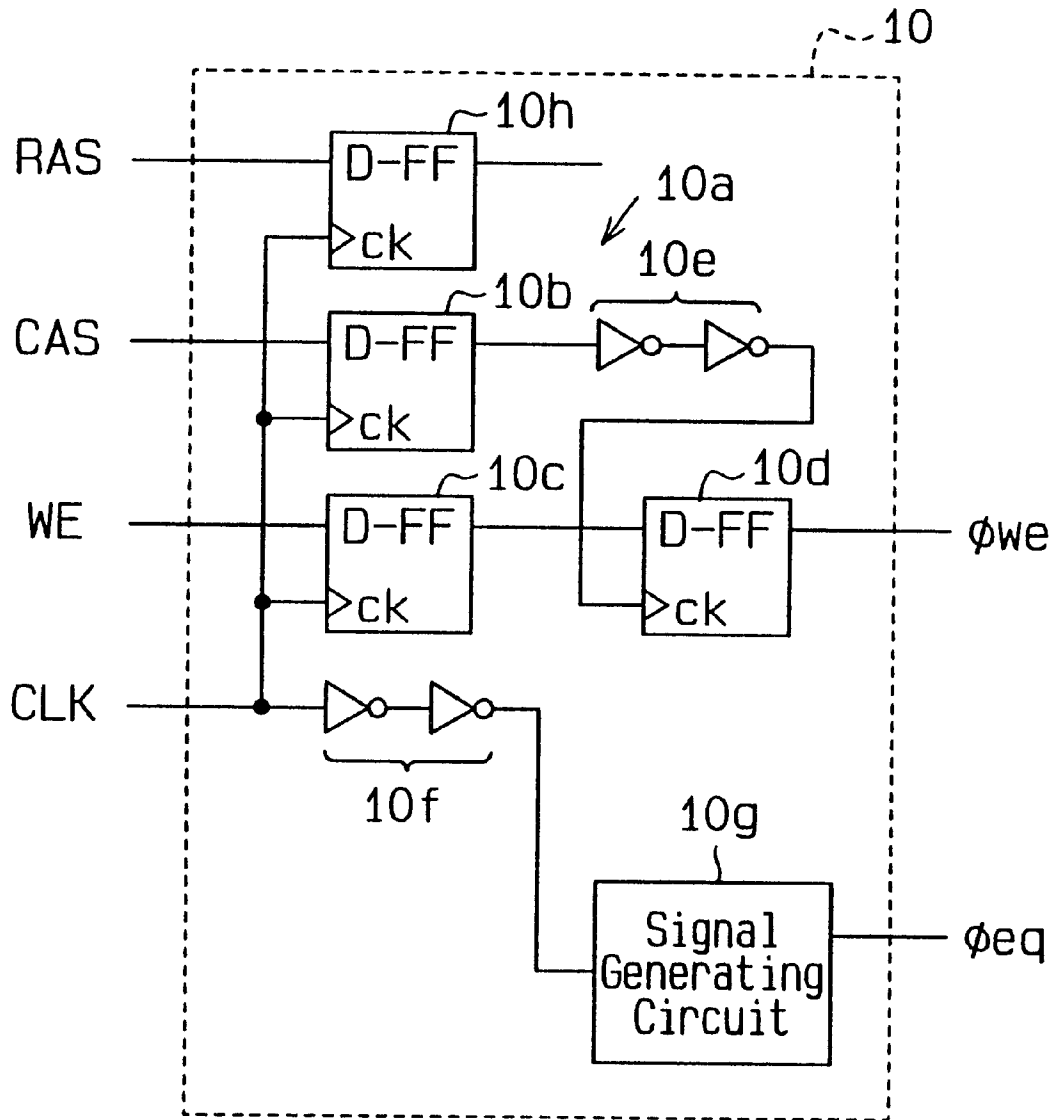 10
10h
RAS
D-FF
ck
10a
10e
10b
CAS
D-FF
ck
10c
10d
WE
D-FF
D-FF
φwe
ck
ck
CLK
10f
10g
Signal
Generating
Circuit
φeq